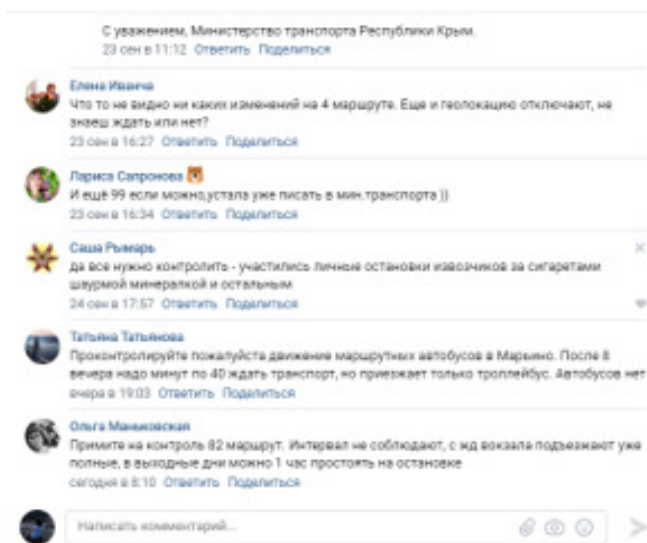 С уважением, Министерство транспорта Республики Крым.
23 сен в 11:12 Ответить Поделиться
Елена Иванча
Что то не видно ни каких изменений на 4 маршруте. Еще и геолокацию отключают, не
знаеш ждать или нет?
23 сен в 16:27 Ответить Поделиться
Лариса Сапронова
И ещё 99 если можно,устала уже писать в мин.транспорта ))
23 сен в 16:34 Ответить Поделиться
Саша Рымарь
да все нужно контролить - участились личные остановки извозчиков за сигаретами
шаурмой минералкой и остальным
24 сен в 17:57 Ответить Поделиться
Татьяна Татьянова
Проконтролируйте пожалуйста движение маршрутных автобусов в Марьино. После 8
вечера надо минут по 40 ждать транспорт, но приезжает только троллейбус. Автобусов нет
вчера в 19:03 Ответить Поделиться
Ольга Маньковская
Примите на контроль 82 маршрут. Интервал не соблюдают, с жд вокзала подъезжают уже
полные, в выходные дни можно 1 час простоять на остановке
сегодня в 8:10 Ответить Поделиться
Написать комментарий...